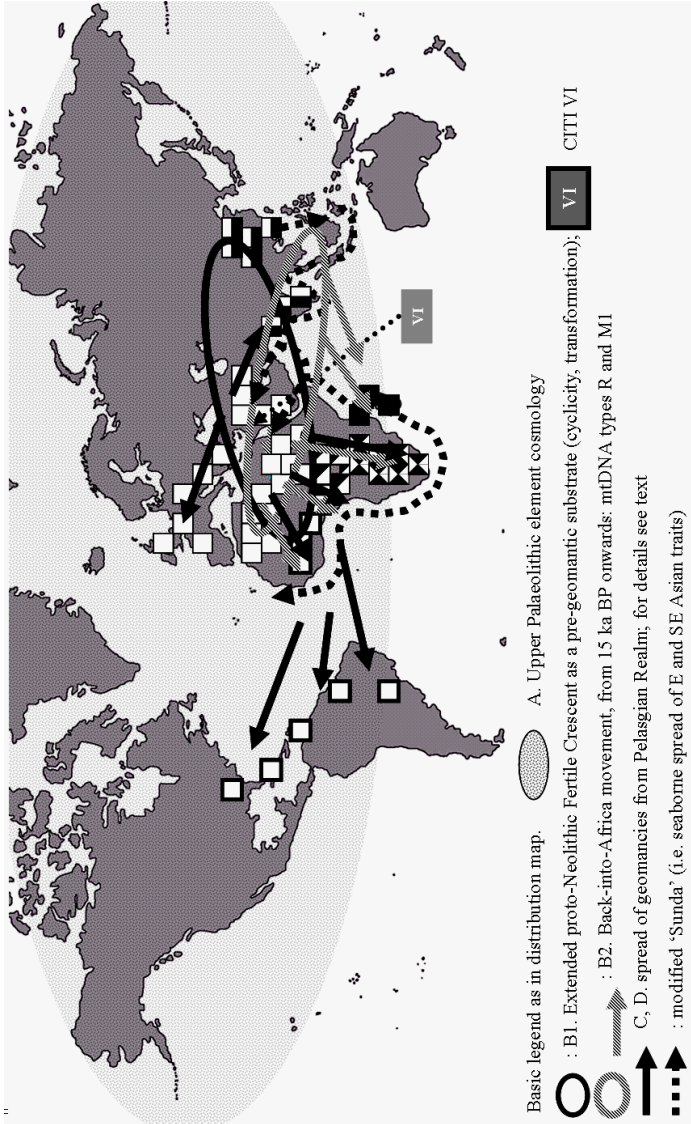 VI
Basic legend as in distribution map. A. Upper Palaeolithic element cosmology
: B1. Extended proto-Neolithic Fertile Crescent as a pre-geomantic substrate (cyclicity, transformation); VI CITI VI
: B2. Back-into-Africa movement, from 15 ka BP onwards: mtDNA types R and M1
C, D. spread of geomancies from Pelasgian Realm; for details see text
: modified ‘Sunda’ (i.e. seaborne spread of E and SE Asian traits)